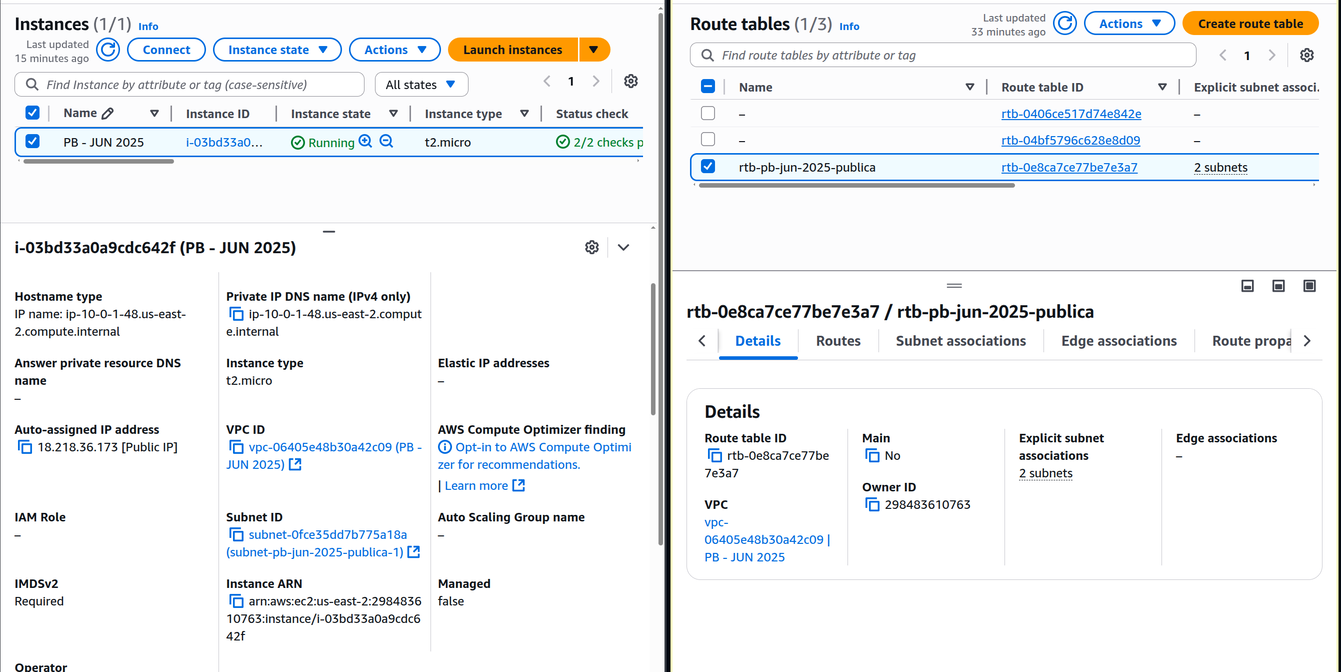 Instances (1/1) Info
Last updated
15 minutes ago
Connect
Instance state
Actions
Launch instances
Find Instance by attribute or tag (case-sensitive)
All states
1
Name
Instance ID
Instance state
Instance type
Status check
PB - JUN 2025
i-03bd33a0...
Running
t2.micro
2/2 checks p
i-03bd33a0a9cdc642f (PB - JUN 2025)
Hostname type
IP name: ip-10-0-1-48.us-east-
2.compute.internal
Private IP DNS name (IPv4 only)
ip-10-0-1-48.us-east-2.comput
e.internal
Answer private resource DNS
name
–
Instance type
t2.micro
Elastic IP addresses
–
Auto-assigned IP address
18.218.36.173 [Public IP]
VPC ID
vpc-06405e48b30a42c09 (PB -
JUN 2025)
AWS Compute Optimizer finding
Opt-in to AWS Compute Optimi
zer for recommendations.
| Learn more
IAM Role
–
Subnet ID
subnet-0fce35dd7b775a18a
(subnet-pb-jun-2025-publica-1)
Auto Scaling Group name
–
IMDSv2
Required
Instance ARN
arn:aws:ec2:us-east-2:2984836
10763:instance/i-03bd33a0a9cdc6
42f
Managed
false
Operator
Route tables (1/3) Info
Last updated
33 minutes ago
Actions
Create route table
Find route tables by attribute or tag
1
Name
Route table ID
Explicit subnet associ.
–
rtb-0406ce517d74e842e
–
–
rtb-04bf5796c628e8d09
–
rtb-pb-jun-2025-publica
rtb-0e8ca7ce77be7e3a7
2 subnets
rtb-0e8ca7ce77be7e3a7 / rtb-pb-jun-2025-publica
Details
Routes
Subnet associations
Edge associations
Route propa
Details
Route table ID
rtb-0e8ca7ce77be
7e3a7
Main
No
Explicit subnet
associations
2 subnets
Edge associations
–
VPC
vpc-
06405e48b30a42c09 |
PB - JUN 2025
Owner ID
298483610763